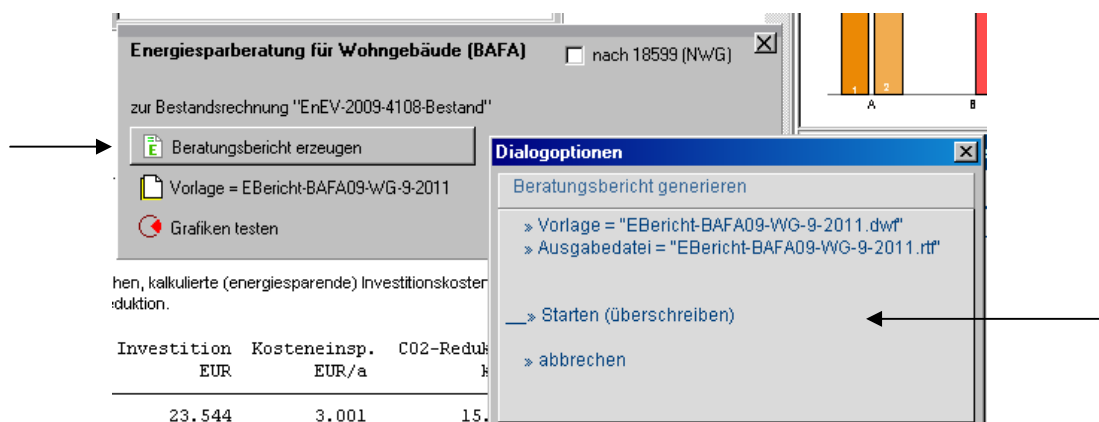 Energiesparberatung für Wohngebäude (BAFA)
nach 18599 (NWG)
zur Bestandsrechnung "EnEV-2009-4108-Bestand"
Beratungsbericht erzeugen
Vorlage = EBericht-BAFA09-WG-9-2011
Grafiken testen
1 2
A B
Dialogoptionen
Beratungsbericht generieren
» Vorlage = "EBericht-BAFA09-WG-9-2011.dwf"
» Ausgabedatei = "EBericht-BAFA09-WG-9-2011.rtf"
__» Starten (überschreiben)
» abbrechen
hen, kalkulierte (energiesparende) Investitionskosten
duktion.
Investition Kosteneinsp. CO2-Reduk
EUR EUR/a
23.544 3.001 15.